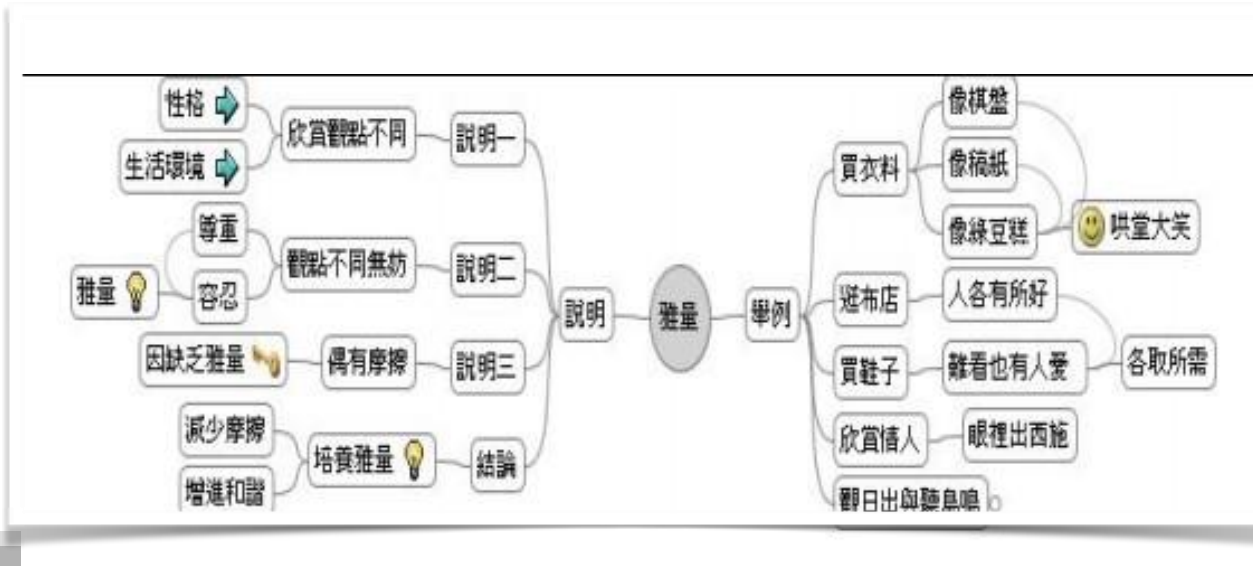 雅量
說明
說明一
欣賞觀點不同
性格
生活環境
說明二
觀點不同無妨
尊重
容忍
雅量
說明三
偶有摩擦
因缺乏雅量
結論
培養雅量
減少摩擦
增進和諧
舉例
買衣料
像棋盤
像稿紙
像綠豆糕
哄堂大笑
逛布店
人各有所好
買鞋子
難看也有人愛
各取所需
欣賞情人
眼裡出西施
觀日出與聽鳥鳴